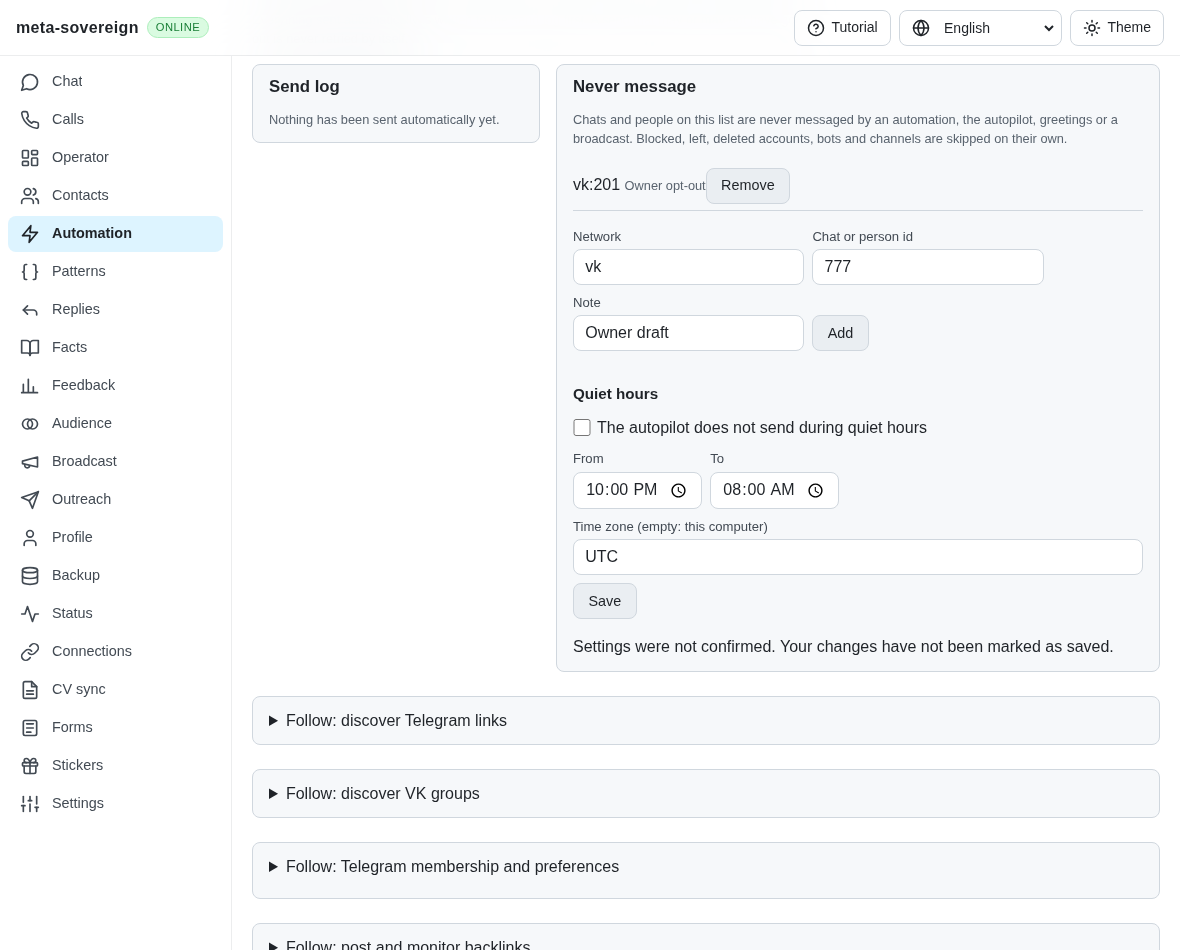 meta-sovereign ONLINE
Tutorial
English
Theme
Chat
Calls
Operator
Contacts
Automation
Patterns
Replies
Facts
Feedback
Audience
Broadcast
Outreach
Profile
Backup
Status
Connections
CV sync
Forms
Stickers
Settings
Send log
Nothing has been sent automatically yet.
Never message
Chats and people on this list are never messaged by an automation, the autopilot, greetings or a
broadcast. Blocked, left, deleted accounts, bots and channels are skipped on their own.
vk:201 Owner opt-out Remove
Network
Chat or person id
vk
777
Note
Owner draft
Add
Quiet hours
The autopilot does not send during quiet hours
From
To
10:00 PM
08:00 AM
Time zone (empty: this computer)
UTC
Save
Settings were not confirmed. Your changes have not been marked as saved.
Follow: discover Telegram links
Follow: discover VK groups
Follow: Telegram membership and preferences
Follow: post and monitor backlinks